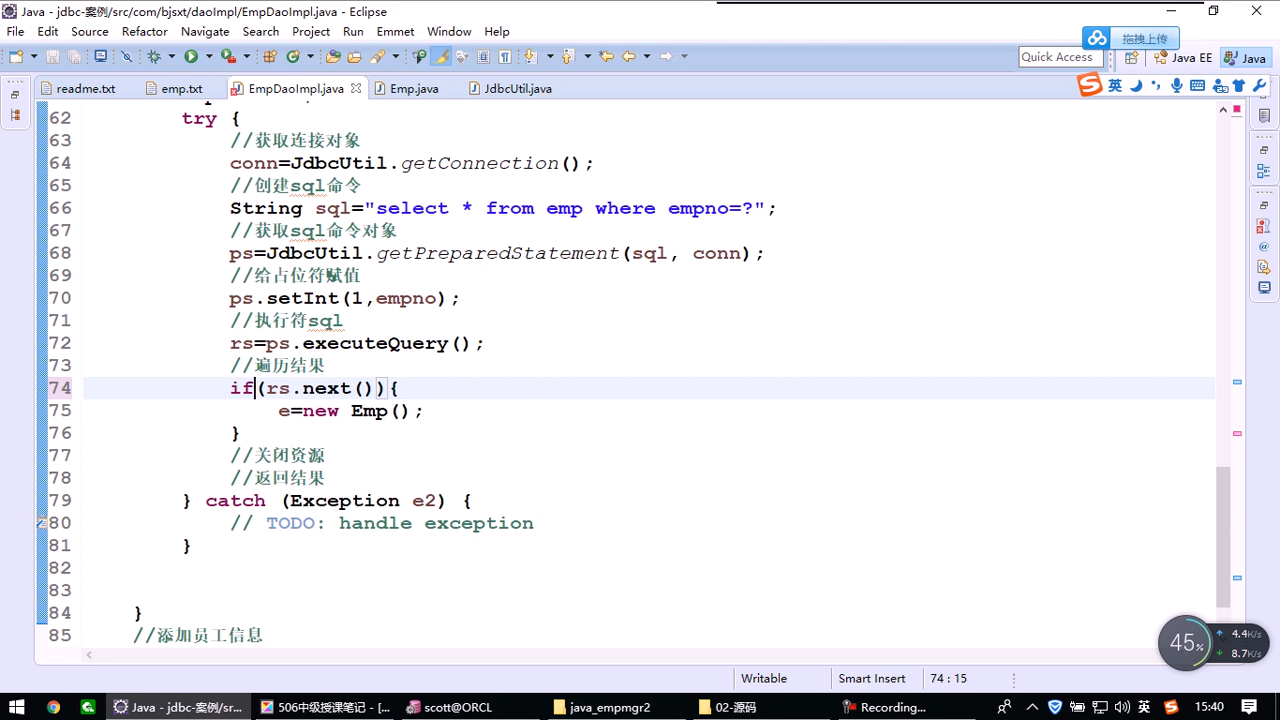 Java - jdbc-案例/src/com/bjsxt/daoImpl/EmpDaoImpl.java - Eclipse
File Edit Source Refactor Navigate Search Project Run Emmet Window Help
拖拽上传
Quick Access Java EE Java
readme.txt emp.txt EmpDaoImpl.java Emp.java JdbcUtil.java
英
62 try {
63 //获取连接对象
64 conn=JdbcUtil.getConnection();
65 //创建sql命令
66 String sql="select * from emp where empno=?";
67 //获取sql命令对象
68 ps=JdbcUtil.getPreparedStatement(sql, conn);
69 //给占位符赋值
70 ps.setInt(1,empno);
71 //执行符sql
72 rs=ps.executeQuery();
73 //遍历结果
74 if(rs.next()){
75 e=new Emp();
76 }
77 //关闭资源
78 //返回结果
79 } catch (Exception e2) {
80 // TODO: handle exception
81 }
82
83
84 }
85 //添加员工信息
45%
4.4K/s
8.7K/s
Writable Smart Insert 74 : 15
Java - jdbc-案例/sr... 506中级授课笔记 - [... scott@ORCL java_empmgr2 02-源码 Recording... 英 15:40